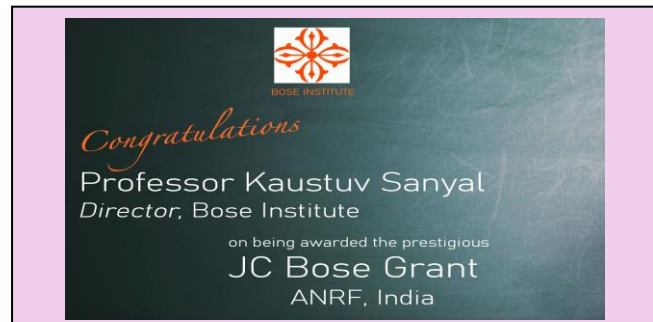 BOSE INSTITUTE
Congratulations
Professor Kaustuv Sanyal
Director, Bose Institute
on being awarded the prestigious
JC Bose Grant
ANRF, India